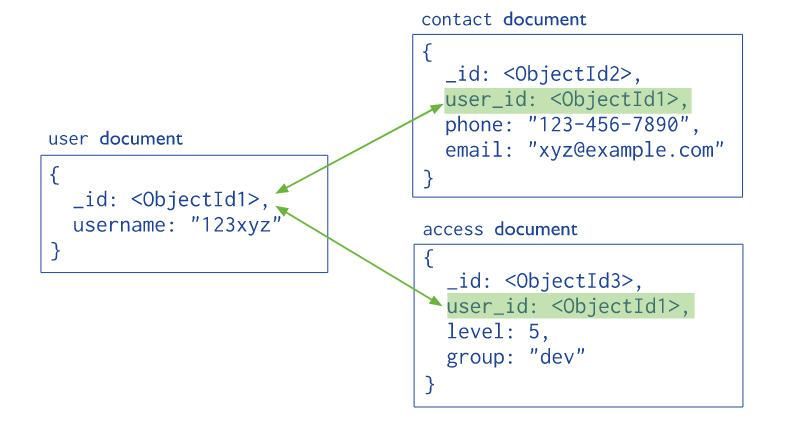 user document
{
_id: <ObjectId1>,
username: "123xyz"
}
contact document
{
_id: <ObjectId2>,
user_id: <ObjectId1>,
phone: "123-456-7890",
email: "xyz@example.com"
}
access document
{
_id: <ObjectId3>,
user_id: <ObjectId1>,
level: 5,
group: "dev"
}